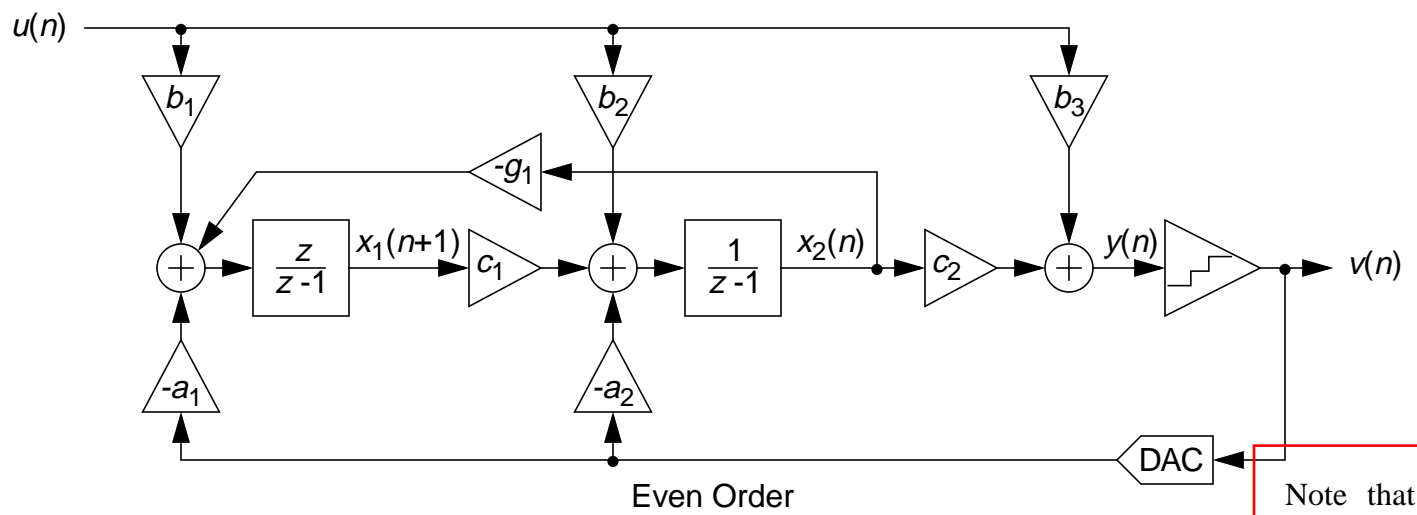 u(n)
b1
b2
b3
-g1
z
z -1
x1(n+1)
c1
1
z -1
x2(n)
c2
y(n)
v(n)
-a1
-a2
DAC
Even Order
Note that